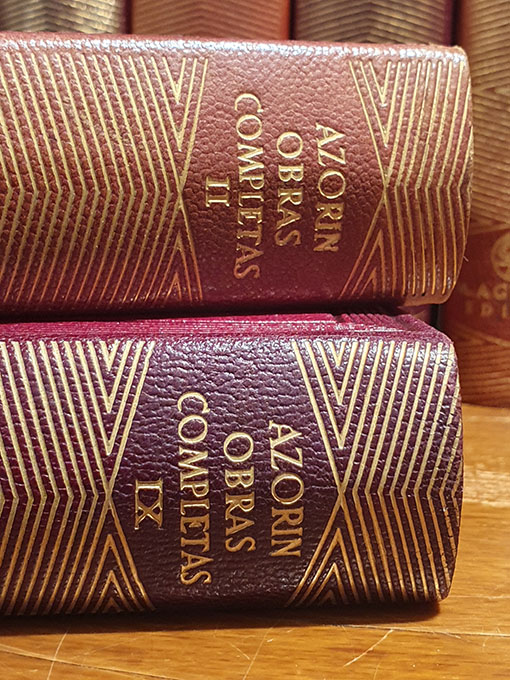 AZORIN
OBRAS
COMPLETAS
II
AZORIN
OBRAS
COMPLETAS
IX